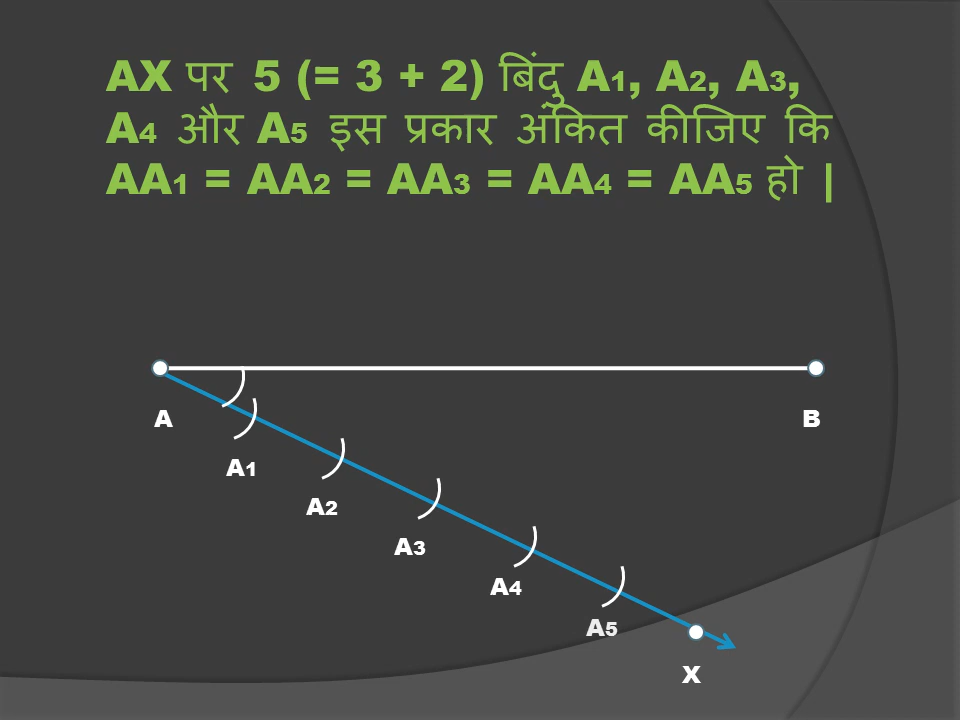 AX पर 5 (= 3 + 2) बिंदु A1, A2, A3,
A4 और A5 इस प्रकार अंकित कीजिए कि
AA1 = AA2 = AA3 = AA4 = AA5 हो |
A
B
A1
A2
A3
A4
A5
X